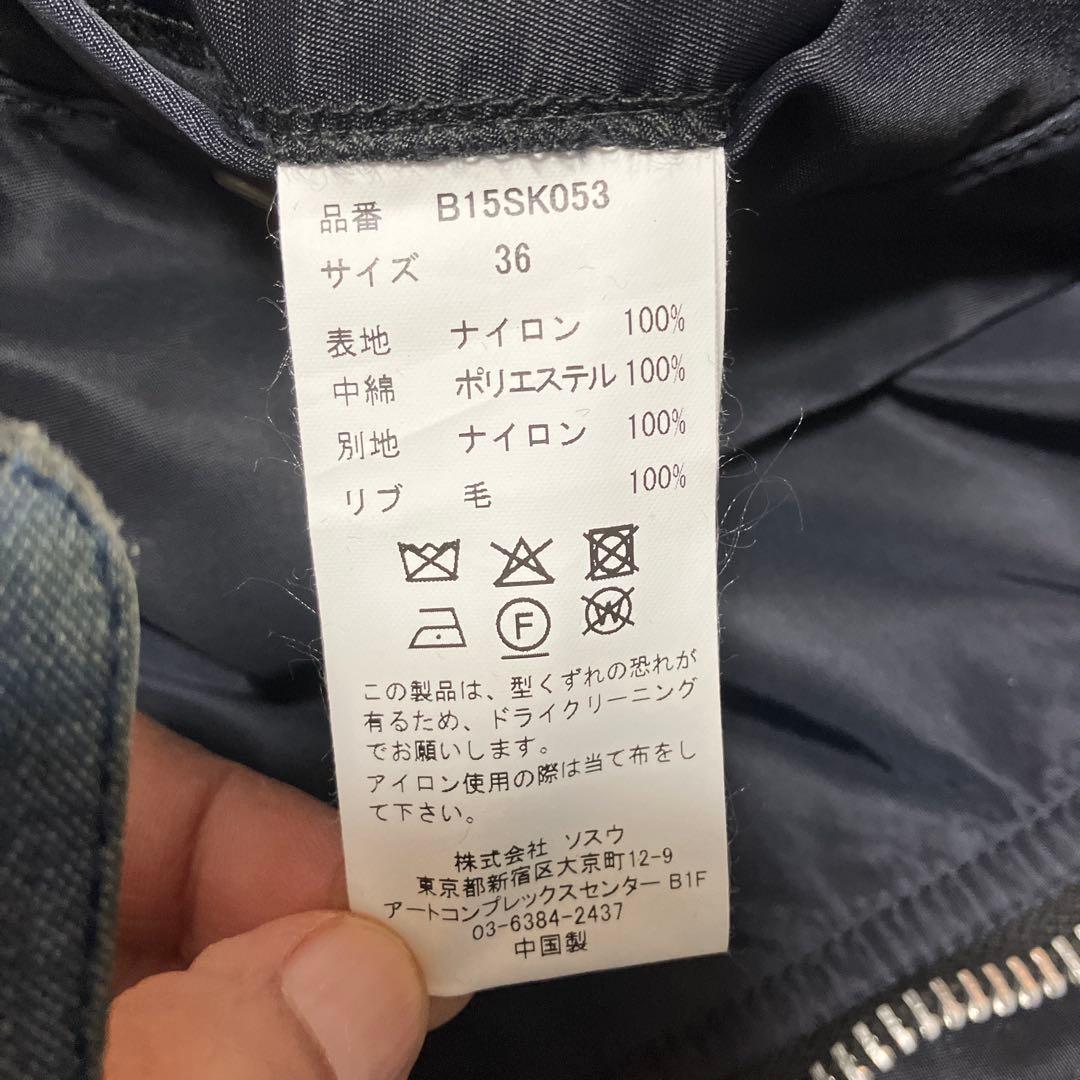 品番 B15SK053
サイズ 36
表地 ナイロン 100%
中綿 ポリエステル 100%
別地 ナイロン 100%
リブ 毛 100%
F W
この製品は、型くずれの恐れが
有るため、ドライクリーニング
でお願いします。
アイロン使用の際は当て布をし
て下さい。
株式会社 ソスウ
東京都新宿区大京町12-9
アートコンプレックスセンター B1F
03-6384-2437
中国製